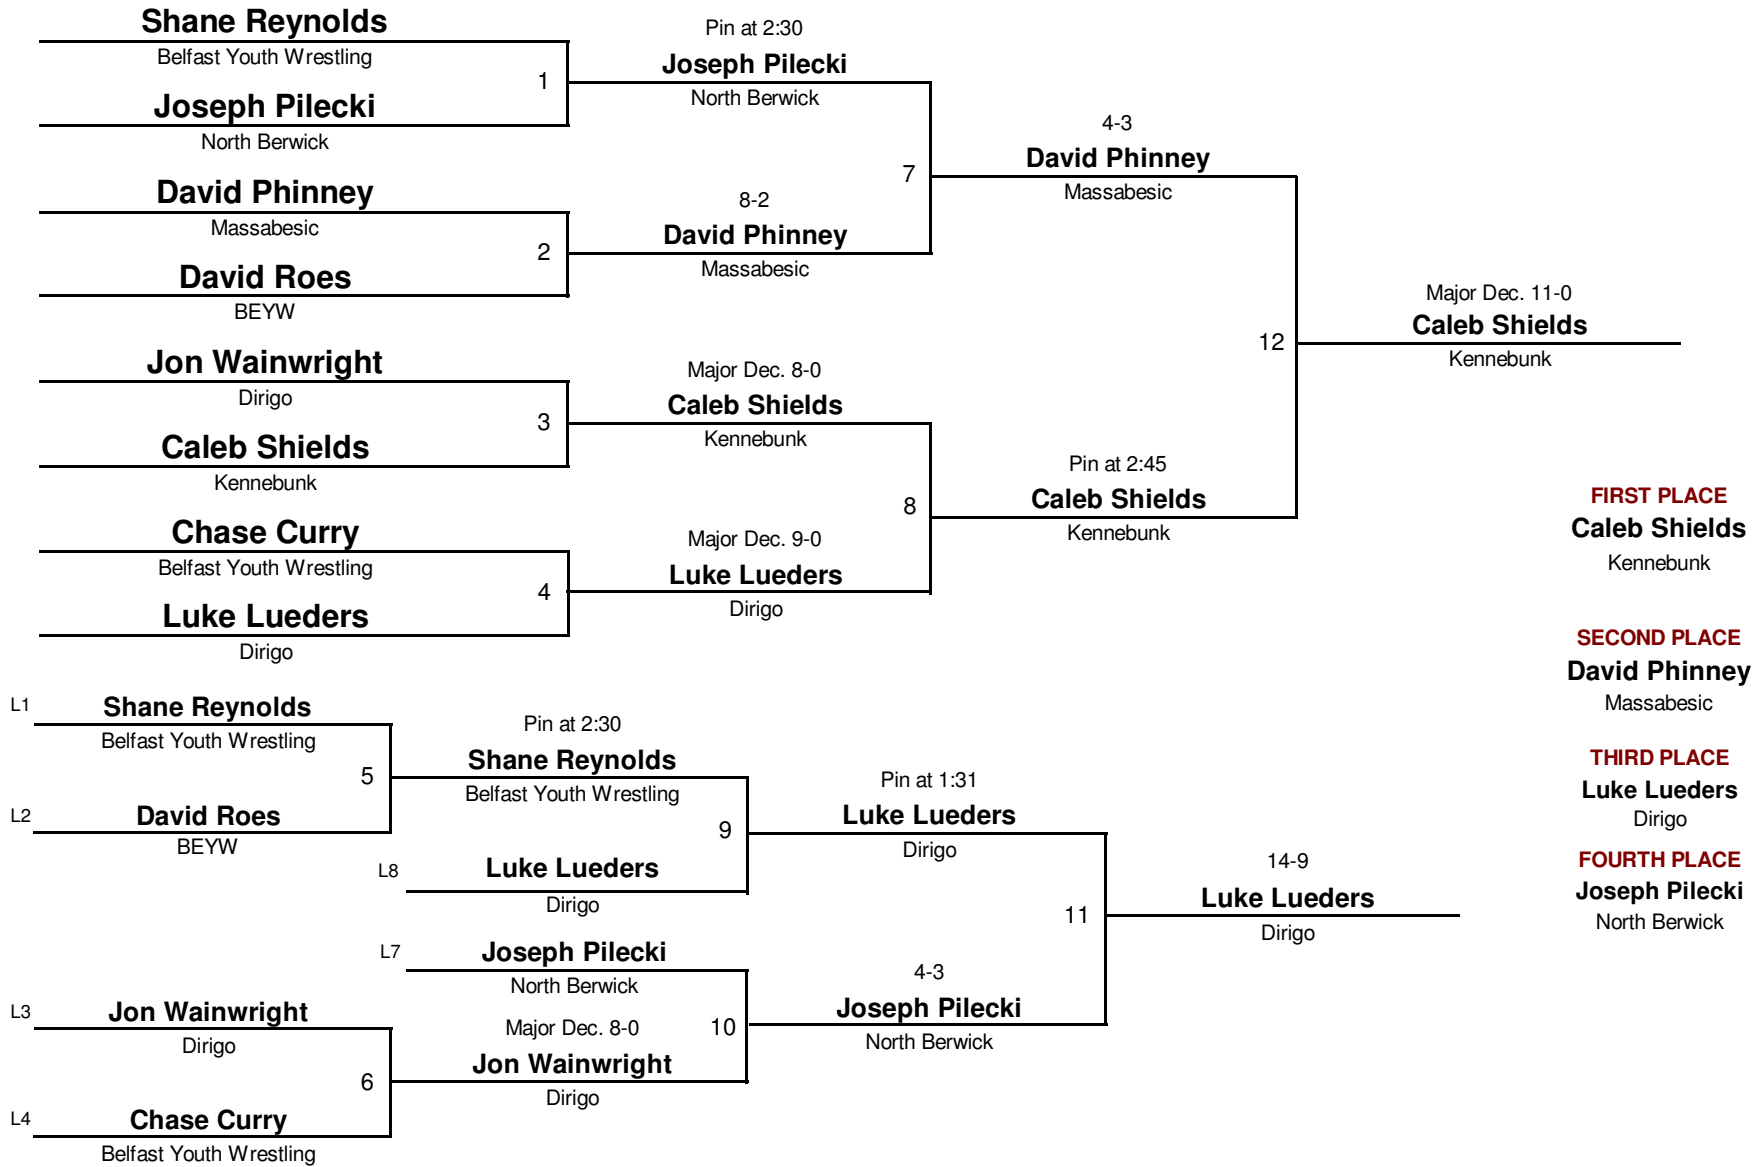 Shane Reynolds
Belfast Youth Wrestling
1
Joseph Pilecki
North Berwick
Pin at 2:30
Joseph Pilecki
North Berwick
David Phinney
Massabesic
2
David Roes
BEYW
8-2
David Phinney
Massabesic
7
4-3
David Phinney
Massabesic
Jon Wainwright
Dirigo
3
Caleb Shields
Kennebunk
Major Dec. 8-0
Caleb Shields
Kennebunk
Chase Curry
Belfast Youth Wrestling
4
Luke Lueders
Dirigo
Major Dec. 9-0
Luke Lueders
Dirigo
8
Pin at 2:45
Caleb Shields
Kennebunk
12
Major Dec. 11-0
Caleb Shields
Kennebunk
FIRST PLACE
Caleb Shields
Kennebunk
SECOND PLACE
David Phinney
Massabesic
THIRD PLACE
Luke Lueders
Dirigo
FOURTH PLACE
Joseph Pilecki
North Berwick
L1
Shane Reynolds
Belfast Youth Wrestling
5
L2
David Roes
BEYW
Pin at 2:30
Shane Reynolds
Belfast Youth Wrestling
9
L8
Luke Lueders
Dirigo
Pin at 1:31
Luke Lueders
Dirigo
L7
Joseph Pilecki
North Berwick
L3
Jon Wainwright
Dirigo
6
L4
Chase Curry
Belfast Youth Wrestling
Major Dec. 8-0
10
Jon Wainwright
Dirigo
4-3
Joseph Pilecki
North Berwick
11
14-9
Luke Lueders
Dirigo